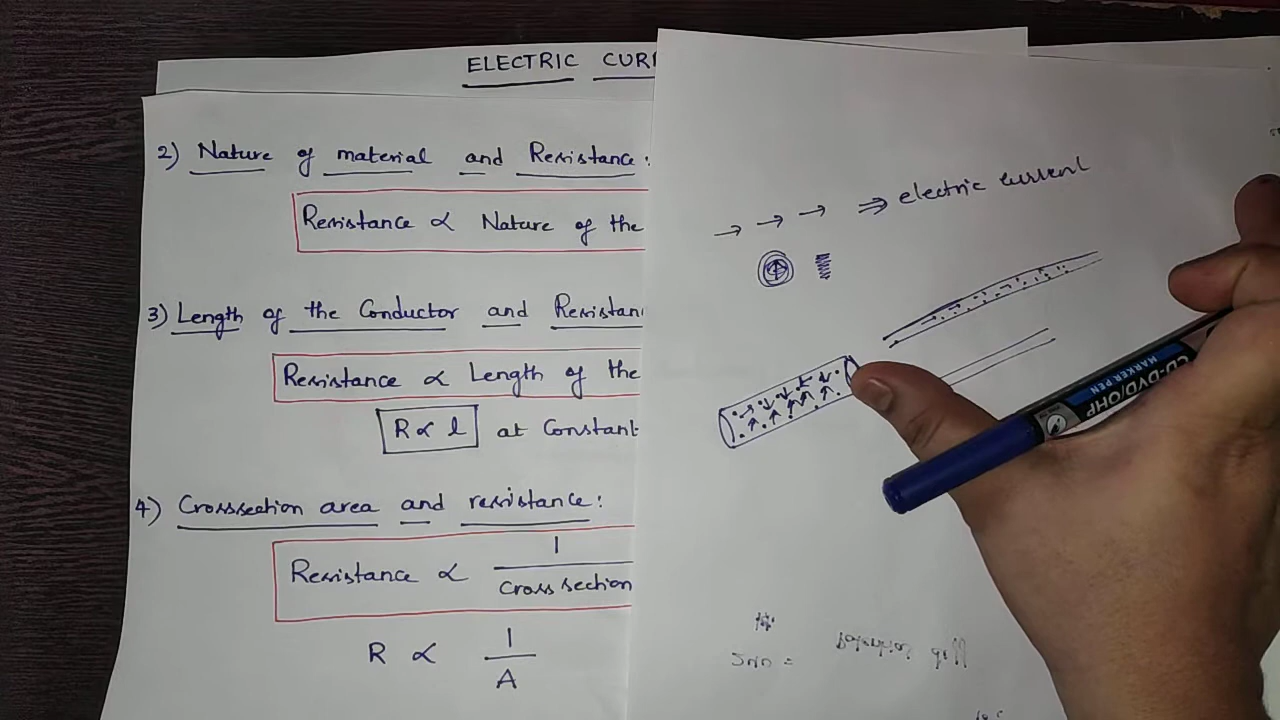 ELECTRIC CURR
2) Nature of material and Resistance:
Resistance ∝ Nature of the
3) Length of the Conductor and Resistan
Resistance ∝ Length of the
R ∝ l at Constant
4) Crosssection area and resistance:
Resistance ∝ 1
Cross section
R ∝ 1
A
→ → → ⇒ electric current
CD-DVD/OHP
MARKER PEN